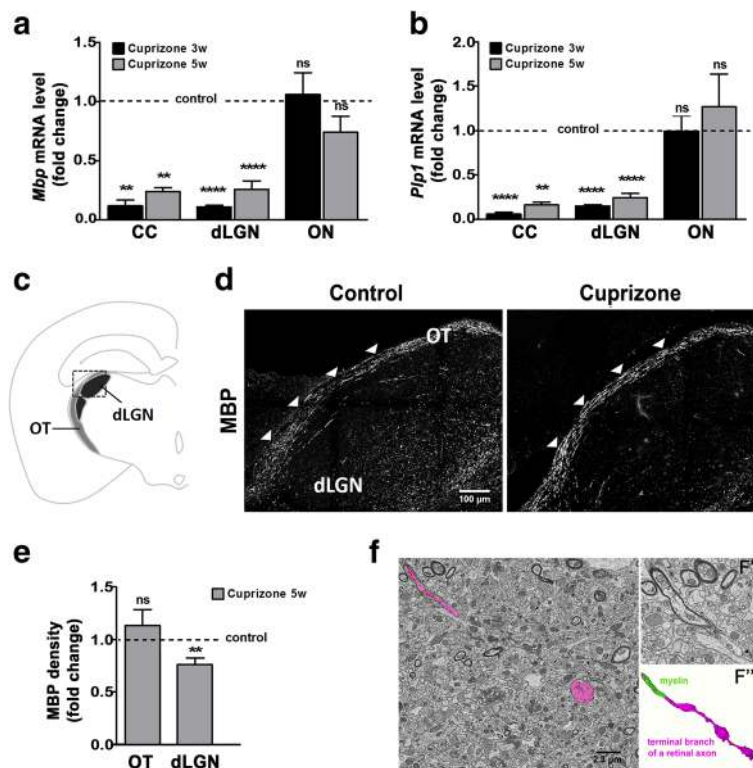 a
Mbp mRNA level
(fold change)
1.5
1.0
0.5
0.0
Cuprizone 3w
Cuprizone 5w
control
**
**
****
****
ns
ns
CC
dLGN
ON
b
Plp1 mRNA level
(fold change)
2.0
1.5
1.0
0.5
0.0
Cuprizone 3w
Cuprizone 5w
control
****
**
****
****
ns
ns
CC
dLGN
ON
c
OT
dLGN
d
Control
Cuprizone
MBP
OT
dLGN
100 µm
e
MBP density
(fold change)
1.5
1.0
0.5
0.0
Cuprizone 5w
control
ns
**
OT
dLGN
f
F'
F''
myelin
terminal branch
of a retinal axon